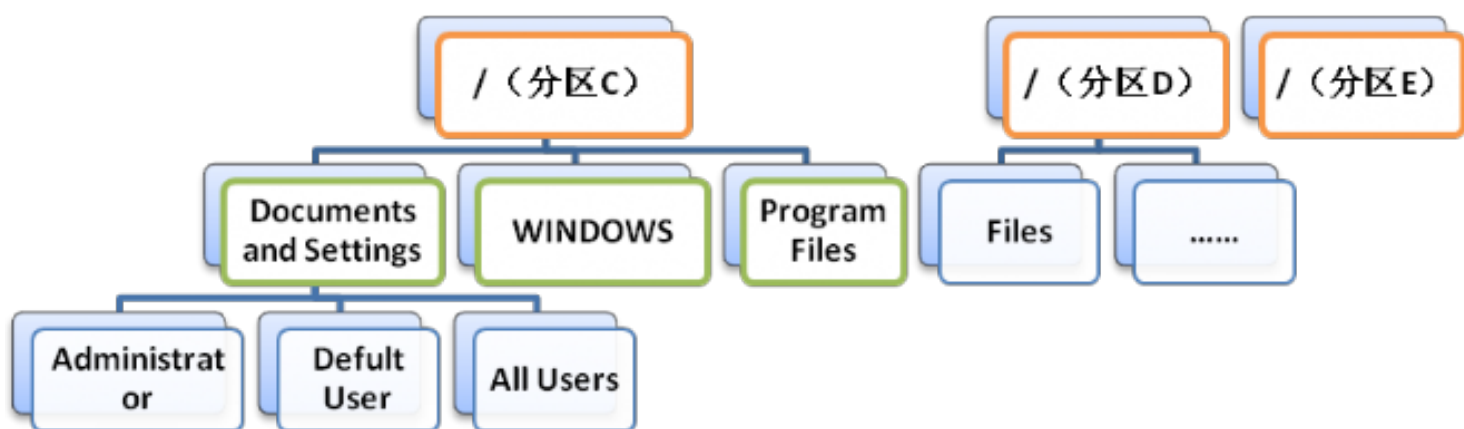 /（分区C）
/（分区D）
/（分区E）
Documents
and Settings
WINDOWS
Program
Files
Files
......
Administrat
or
Defult
User
All Users